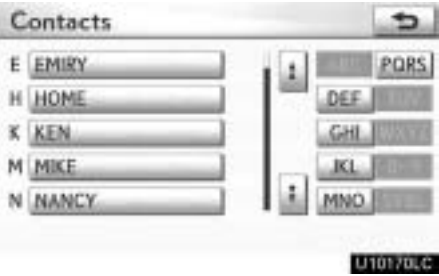 Contacts
E EMIRY PQRS
H HOME DEF
K KEN GHI
M MIKE JKL
N NANCY MNO
U10170LC